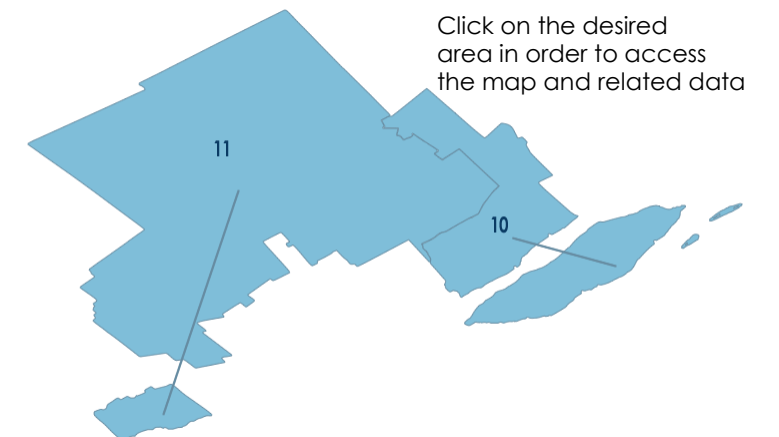 Click on the desired
area in order to access
the map and related data
11
10